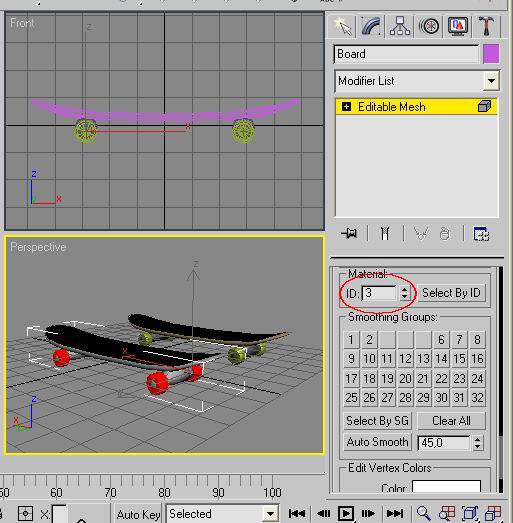 Front
z
x
z
x
Board
Modifier List
Editable Mesh
Perspective
z
x
z
x
Material:
ID: 3 Select By ID
Smoothing Groups:
1 2 6 7 8
9 10 11 12 13 14 15 16
17 18 19 20 21 22 23 24
25 26 27 28 29 30 31 32
Select By SG Clear All
Auto Smooth 45,0
Edit Vertex Colors
Color:
50 60 70 80 90 100
X:
Auto Key Selected